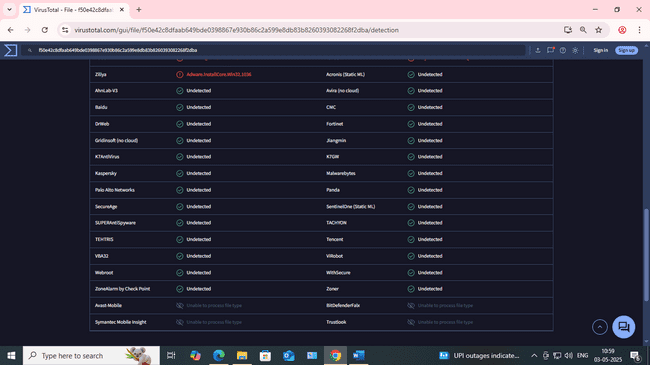 VirusTotal - File - f50e42c8dfaa
virustotal.com/gui/file/f50e42c8dfaab649bde0398867e930b86c2a599e8db83b8260393082268f2dba/detection
f50e42c8dfaab649bde0398867e930b86c2a599e8db83b8260393082268f2dba
Sign in Sign up
Zillya Adware.InstallCore.Win32.1036 Acronis (Static ML) Undetected
AhnLab-V3 Undetected Avira (no cloud) Undetected
Baidu Undetected CMC Undetected
DrWeb Undetected Fortinet Undetected
Gridinsoft (no cloud) Undetected Jiangmin Undetected
K7AntiVirus Undetected K7GW Undetected
Kaspersky Undetected Malwarebytes Undetected
Palo Alto Networks Undetected Panda Undetected
SecureAge Undetected SentinelOne (Static ML) Undetected
SUPERAntiSpyware Undetected TACHYON Undetected
TEHTRIS Undetected Tencent Undetected
VBA32 Undetected ViRobot Undetected
Webroot Undetected WithSecure Undetected
ZoneAlarm by Check Point Undetected Zoner Undetected
Avast-Mobile Unable to process file type BitDefenderFalx Unable to process file type
Symantec Mobile Insight Unable to process file type Trustlook Unable to process file type
Type here to search
UPI outages indicate...
ENG
10:59
03-05-2025